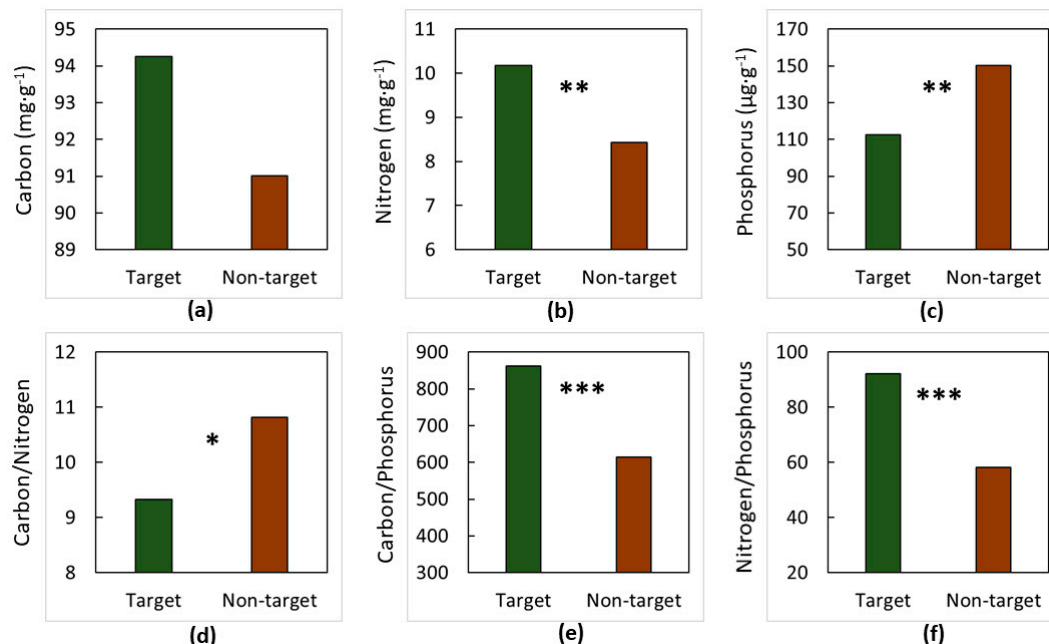 Carbon (mg·g⁻¹)
95
94
93
92
91
90
89
Target Non-target
(a)
Nitrogen (mg·g⁻¹)
11
10
9
8
7
6
**
Target Non-target
(b)
Phosphorus (µg·g⁻¹)
170
150
130
110
90
70
50
**
Target Non-target
(c)
Carbon/Nitrogen
12
11
10
9
8
*
Target Non-target
(d)
Carbon/Phosphorus
900
800
700
600
500
400
300
***
Target Non-target
(e)
Nitrogen/Phosphorus
100
80
60
40
20
***
Target Non-target
(f)